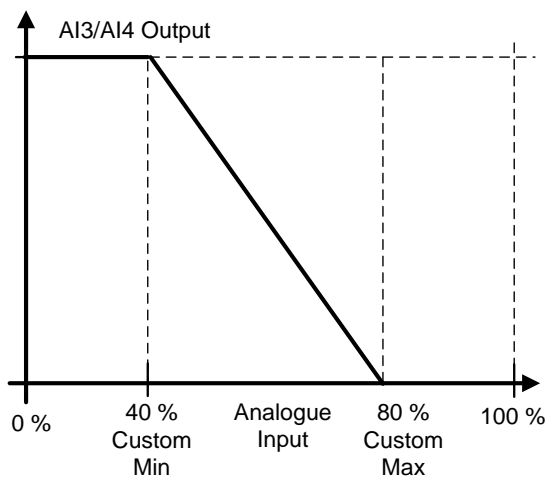 AI3/AI4 Output
0 %
40 %
Custom
Min
Analogue
Input
80 %
Custom
Max
100 %